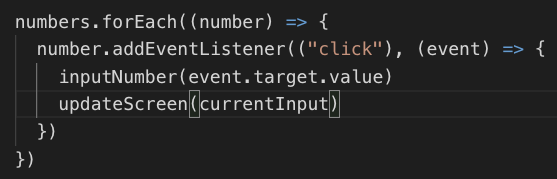 numbers.forEach((number) => {
  number.addEventListener(("click"), (event) => {
    inputNumber(event.target.value)
    updateScreen(currentInput)
  })
})